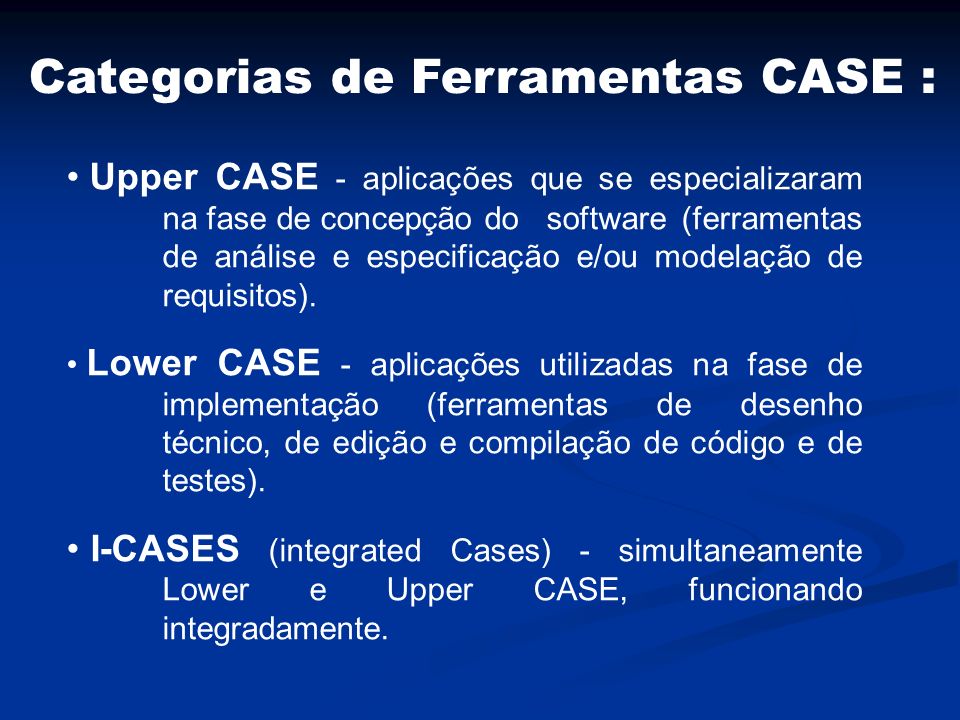 Categorias de Ferramentas CASE :
• Upper CASE - aplicações que se especializaram
na fase de concepção do software (ferramentas
de análise e especificação e/ou modelação de
requisitos).
• Lower CASE - aplicações utilizadas na fase de
implementação (ferramentas de desenho
técnico, de edição e compilação de código e de
testes).
• I-CASES (integrated Cases) - simultaneamente
Lower e Upper CASE, funcionando
integradamente.